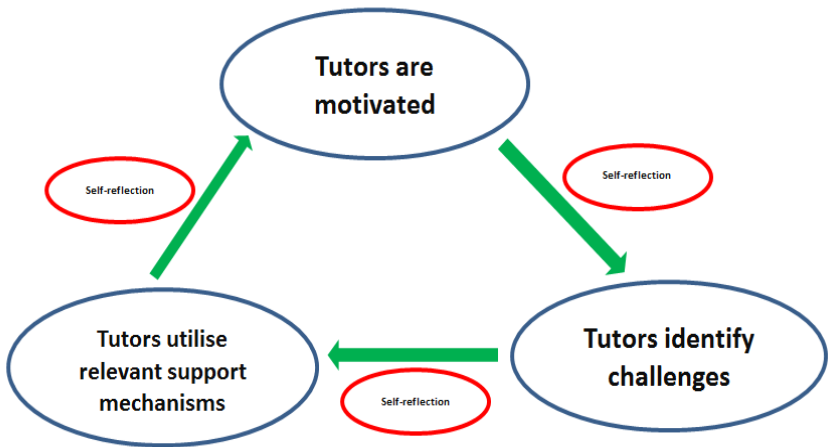 Tutors are
motivated
Self-reflection
Self-reflection
Tutors utilise
relevant support
mechanisms
Tutors identify
challenges
Self-reflection